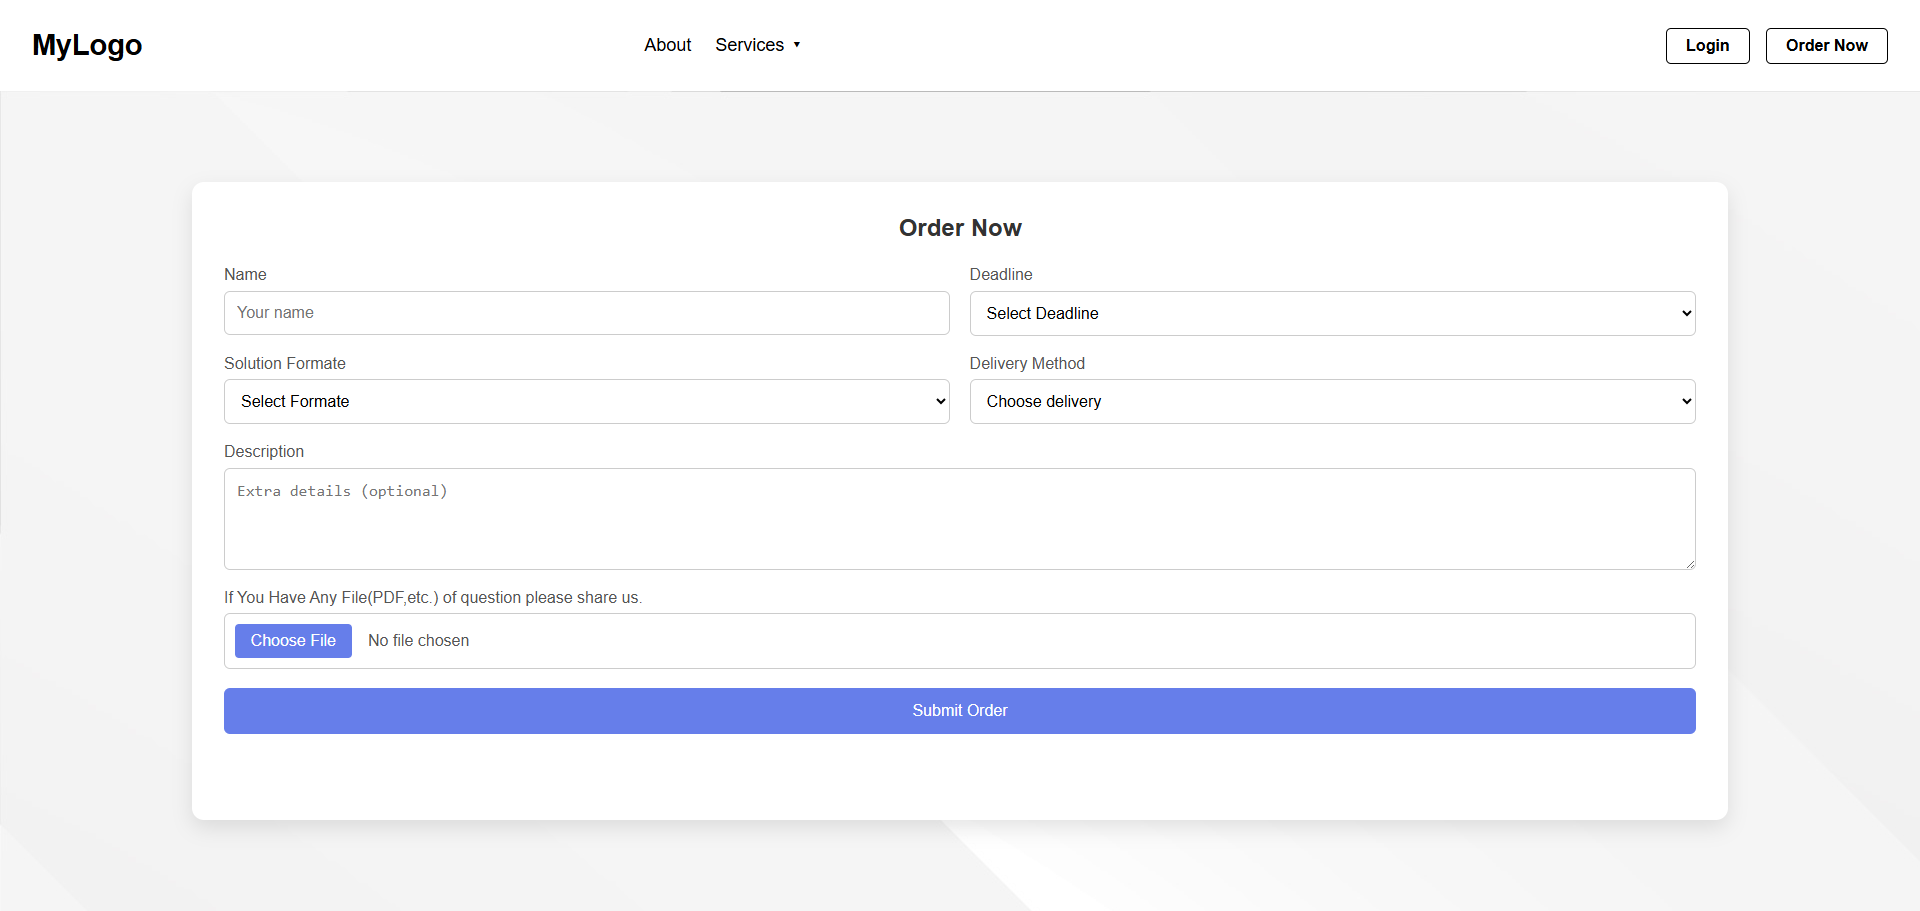 MyLogo
About Services ▼
Login
Order Now
Order Now
Name
Deadline
Your name
Select Deadline
Solution Formate
Delivery Method
Select Formate
Choose delivery
Description
Extra details (optional)
If You Have Any File(PDF,etc.) of question please share us.
Choose File No file chosen
Submit Order